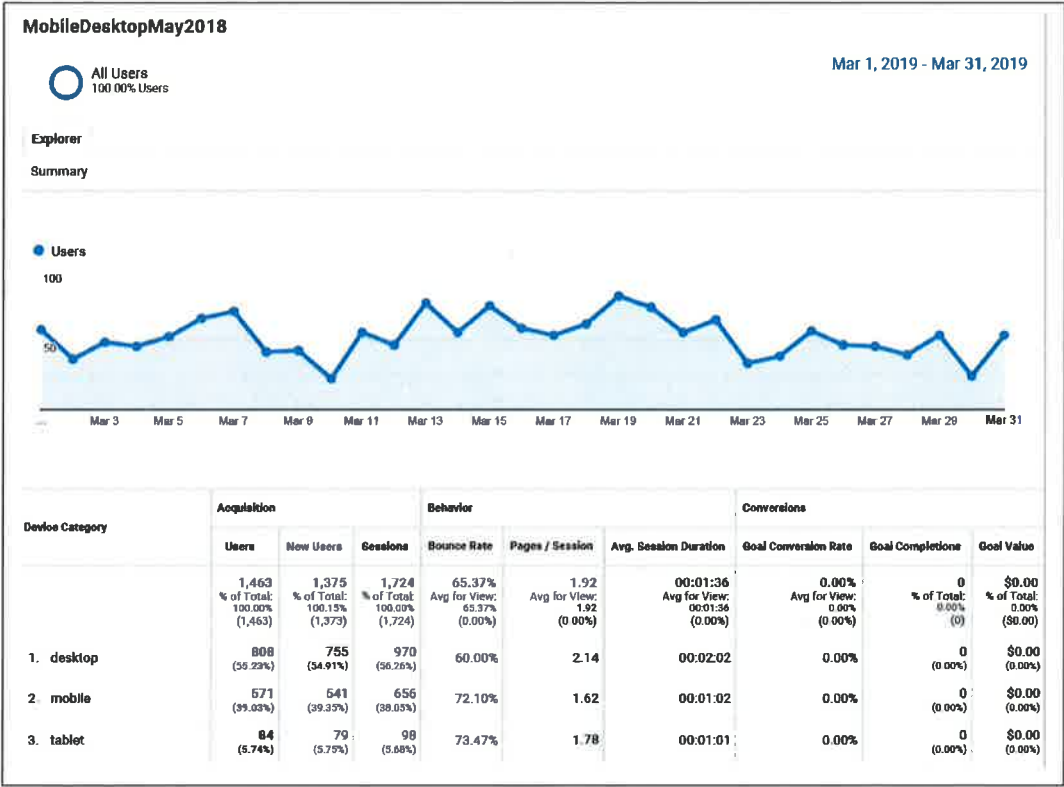 MobileDesktopMay2018
Mar 1, 2019 - Mar 31, 2019
All Users
100 00% Users
Explorer
Summary
Users
100
50
... Mar 3 Mar 5 Mar 7 Mar 9 Mar 11 Mar 13 Mar 15 Mar 17 Mar 19 Mar 21 Mar 23 Mar 25 Mar 27 Mar 29 Mar 31
Device Category
Acquisition Behavior Conversions
Users New Users Sessions Bounce Rate Pages / Session Avg. Session Duration Goal Conversion Rate Goal Completions Goal Value
1,463 1,375 1,724 65.37% 1.92 00:01:36 0.00% 0 $0.00
% of Total: % of Total: % of Total: Avg for View: Avg for View: Avg for View: Avg for View: % of Total: % of Total:
100.00% 100.15% 100.00% 65.37% 1.92 00:01:36 0.00% 0.00% 0.00%
(1,463) (1,373) (1,724) (0.00%) (0 00%) (0.00%) (0 00%) (0) ($0.00)
1. desktop 808 755 970 60.00% 2.14 00:02:02 0.00% 0 $0.00
(55.23%) (54.91%) (56.26%) (0 00%) (0.00%)
2. mobile 571 541 656 72.10% 1.62 00:01:02 0.00% 0 $0.00
(39.03%) (39.35%) (38.05%) (0 00%) (0.00%)
3. tablet 84 79 98 73.47% 1.78 00:01:01 0.00% 0 $0.00
(5.74%) (5.75%) (5.68%) (0.00%) (0.00%)